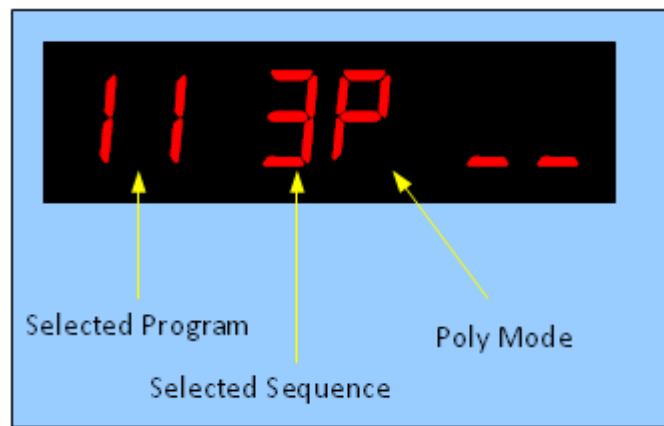 11 3P _ _
Selected Program
Poly Mode
Selected Sequence